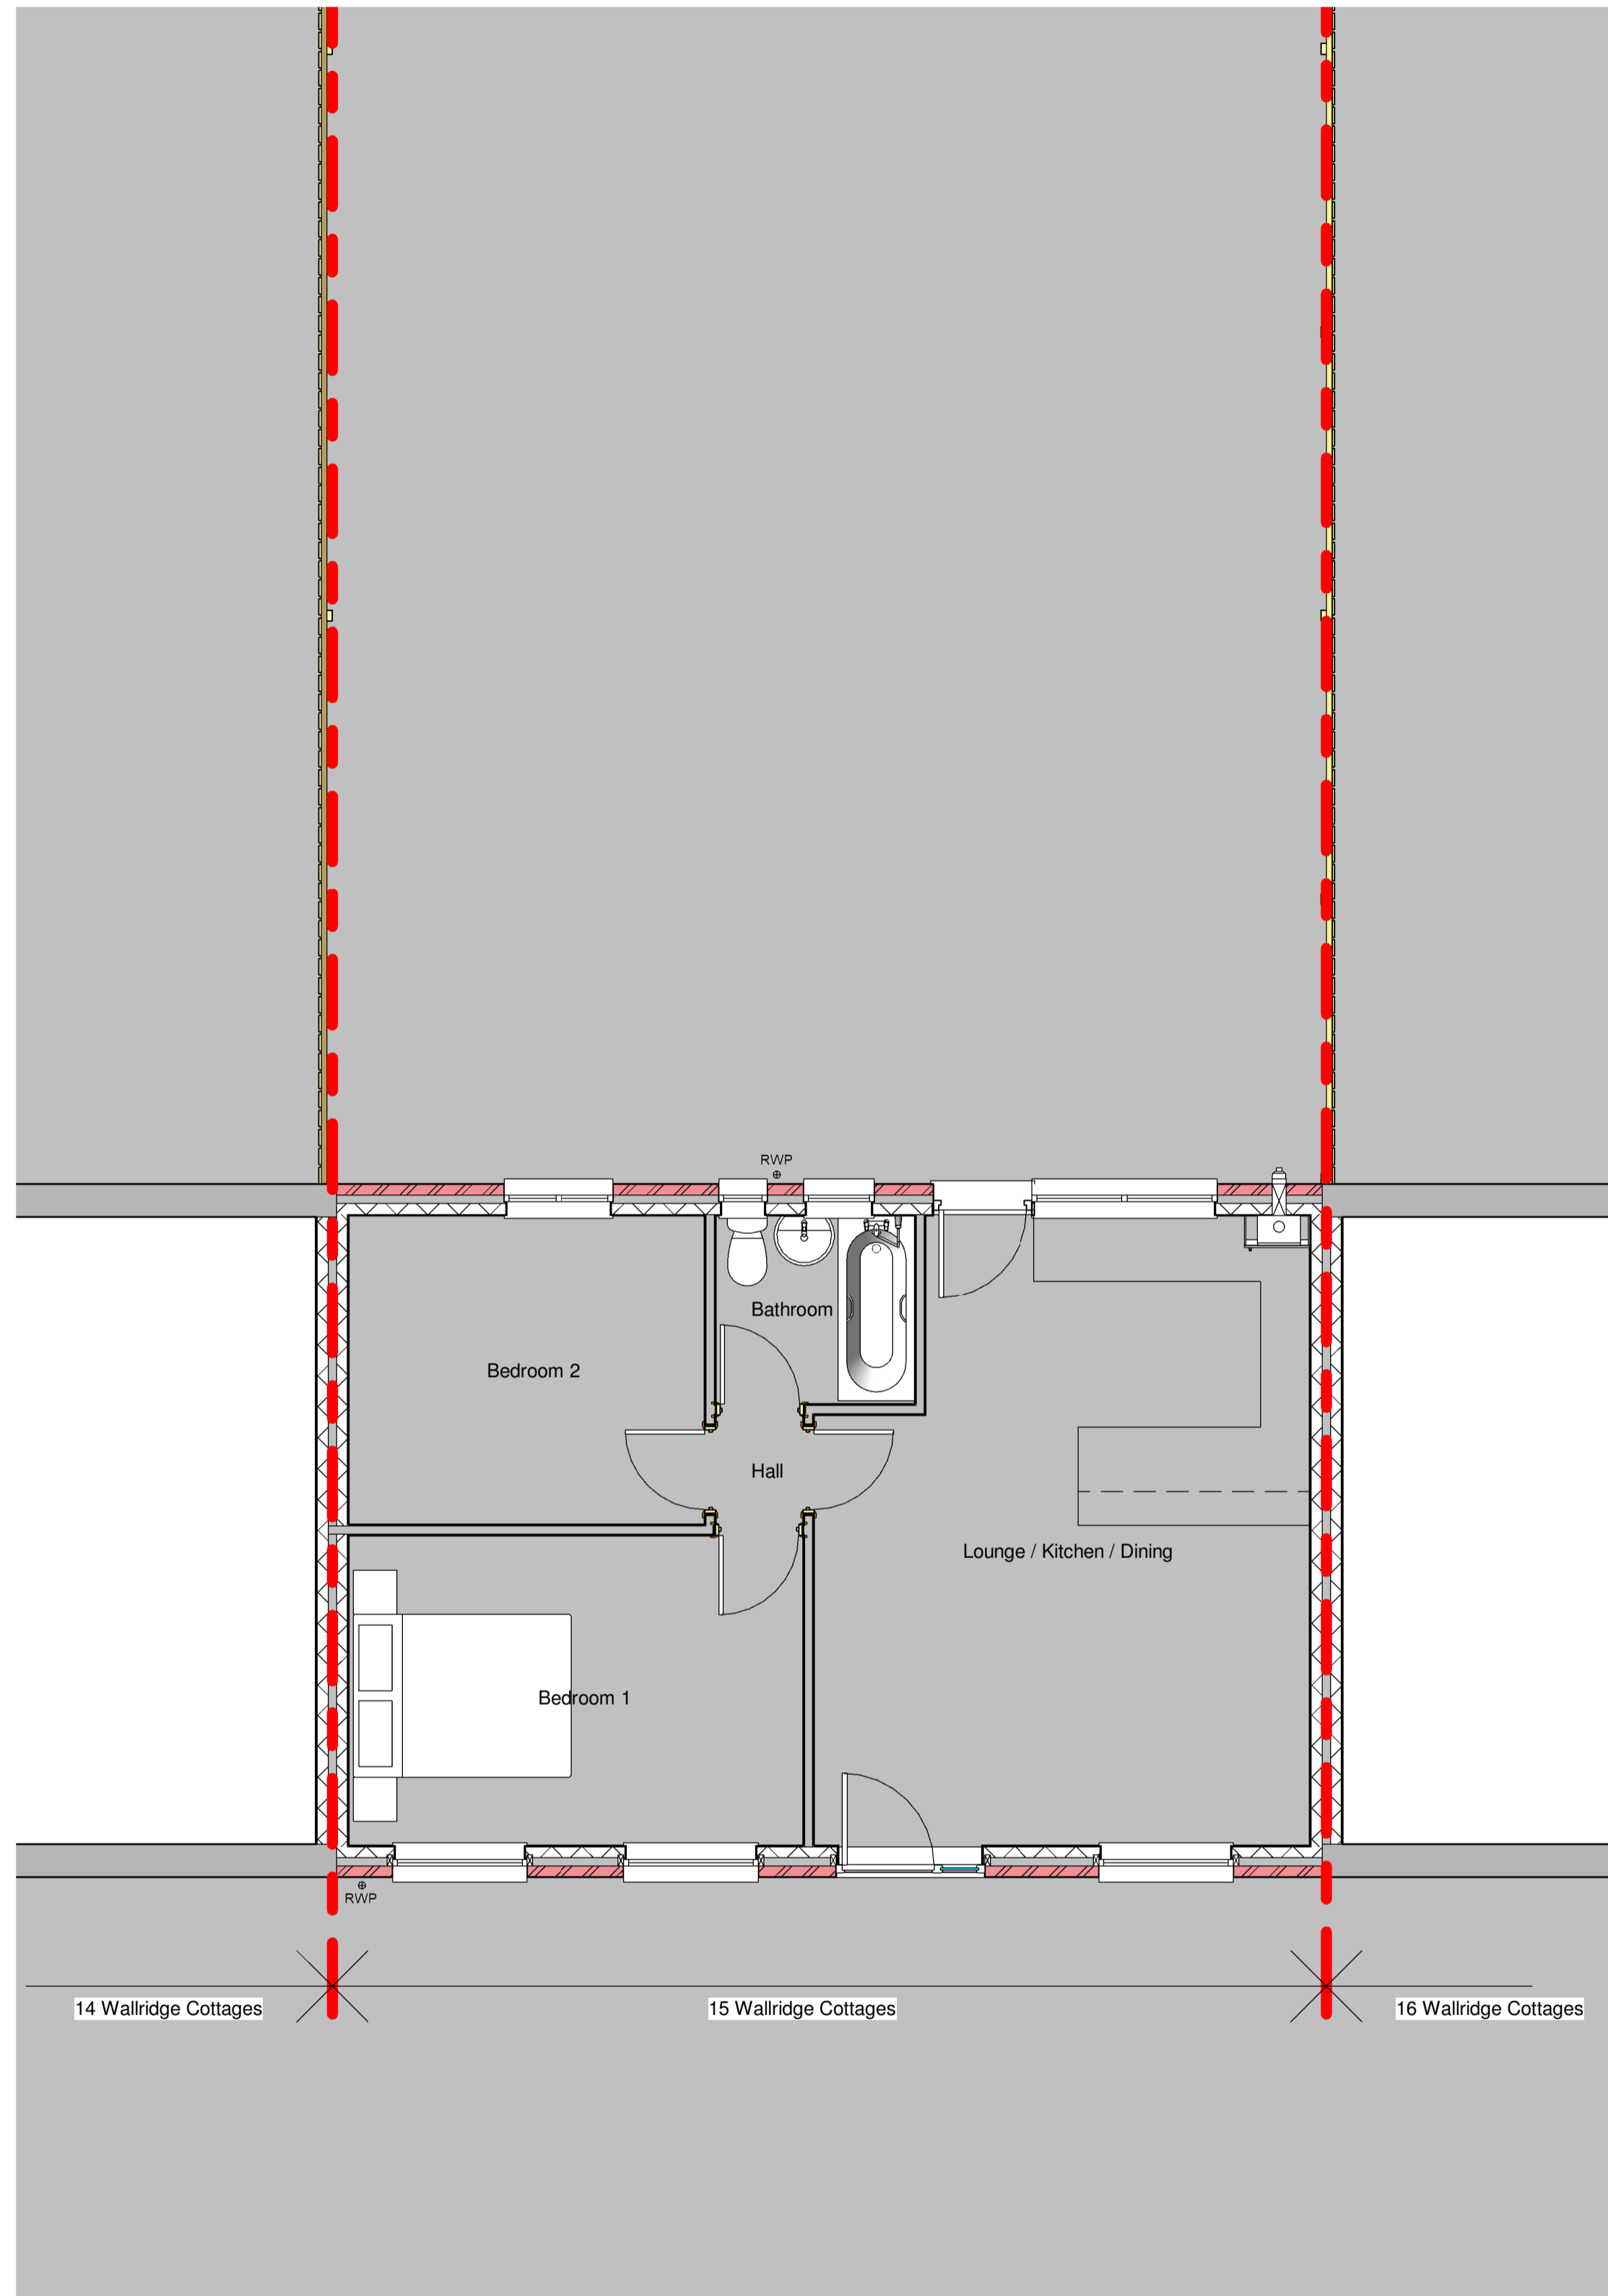 RWP
Bathroom
Bedroom 2
Hall
Lounge / Kitchen / Dining
Bedroom 1
RWP
14 Wallridge Cottages
15 Wallridge Cottages
16 Wallridge Cottages